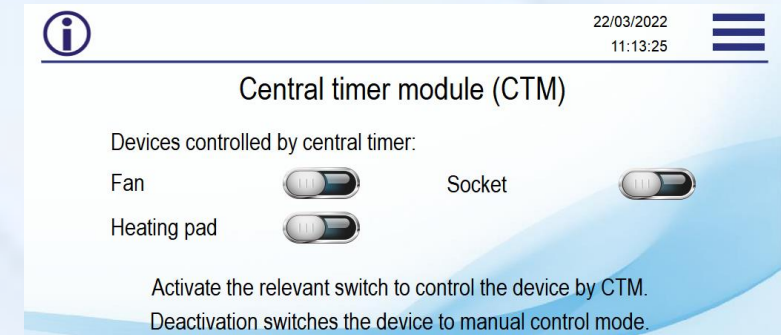 22/03/2022
11:13:25
Central timer module (CTM)
Devices controlled by central timer:
Fan Socket
Heating pad
Activate the relevant switch to control the device by CTM.
Deactivation switches the device to manual control mode.